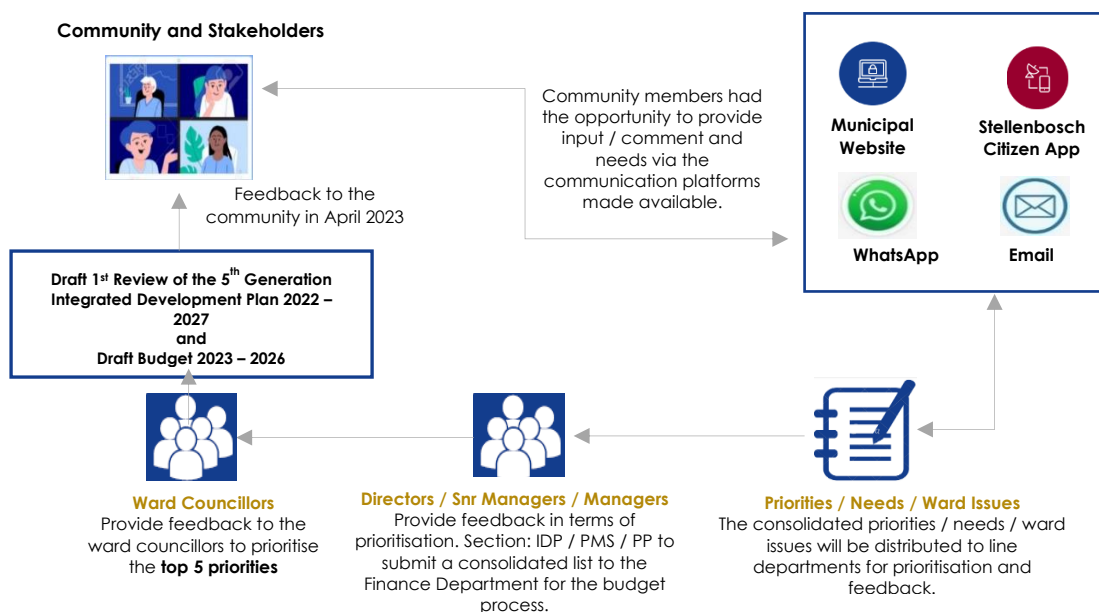 Community and Stakeholders
Community members had
the opportunity to provide
input / comment and
needs via the
communication platforms
made available.
Municipal
Website
Stellenbosch
Citizen App
WhatsApp
Email
Feedback to the
community in April 2023
Draft 1st Review of the 5th Generation
Integrated Development Plan 2022 –
2027
and
Draft Budget 2023 – 2026
Ward Councillors
Provide feedback to the
ward councillors to prioritise
the top 5 priorities
Directors / Snr Managers / Managers
Provide feedback in terms of
prioritisation. Section: IDP / PMS / PP to
submit a consolidated list to the
Finance Department for the budget
process.
Priorities / Needs / Ward Issues
The consolidated priorities / needs / ward
issues will be distributed to line
departments for prioritisation and
feedback.